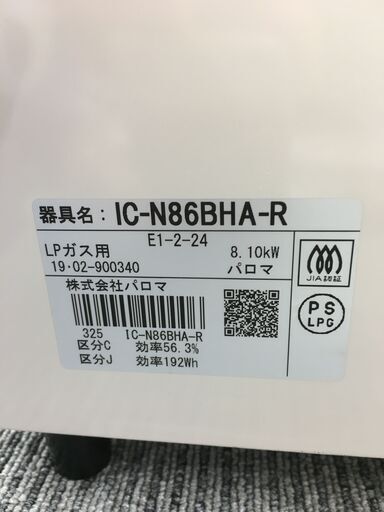 器具名：IC-N86BHA-R
E1-2-24
LPガス用 8.10kW
19・02-900340 パロマ
JIA認証
株式会社パロマ
PS
LPG
325 IC-N86BHA-R
区分C 効率56.3%
区分J 効率192Wh